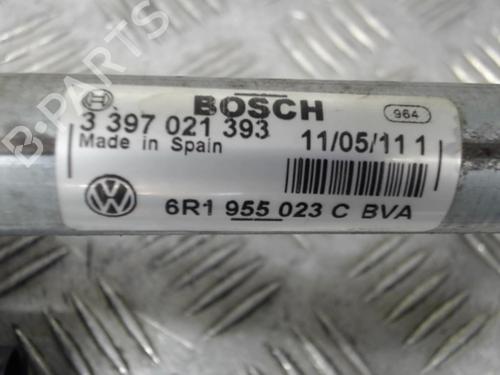 B-PARTS
BOSCH
964
3 397 021 393
11/05/11 1
Made in Spain
6R1 955 023 C BVA